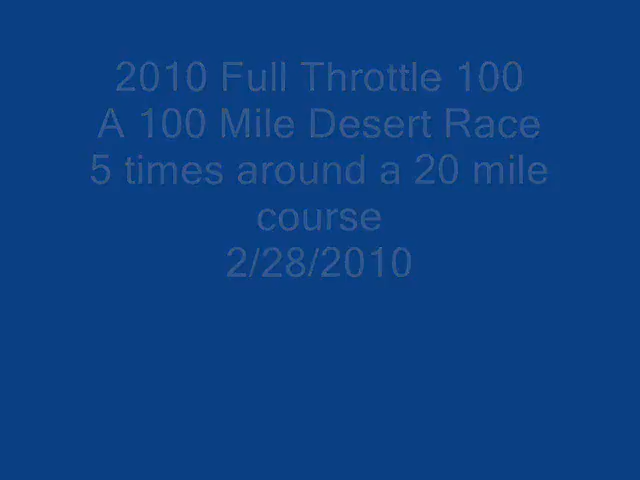 2010 Full Throttle 100
A 100 Mile Desert Race
5 times around a 20 mile
course
2/28/2010